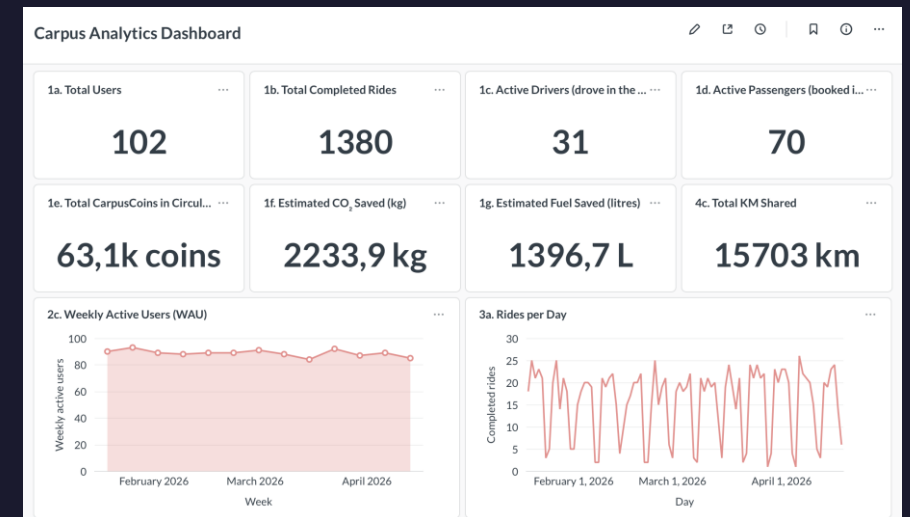 Carpus Analytics Dashboard
1a. Total Users
102
1b. Total Completed Rides
1380
1c. Active Drivers (drove in the ...
31
1d. Active Passengers (booked i...
70
1e. Total CarpusCoins in Circul...
63,1k coins
1f. Estimated CO₂ Saved (kg)
2233,9 kg
1g. Estimated Fuel Saved (litres)
1396,7 L
4c. Total KM Shared
15703 km
2c. Weekly Active Users (WAU)
Weekly active users
100
80
60
40
20
0
February 2026
March 2026
April 2026
Week
3a. Rides per Day
Completed rides
30
25
20
15
10
5
0
February 1, 2026
March 1, 2026
April 1, 2026
Day